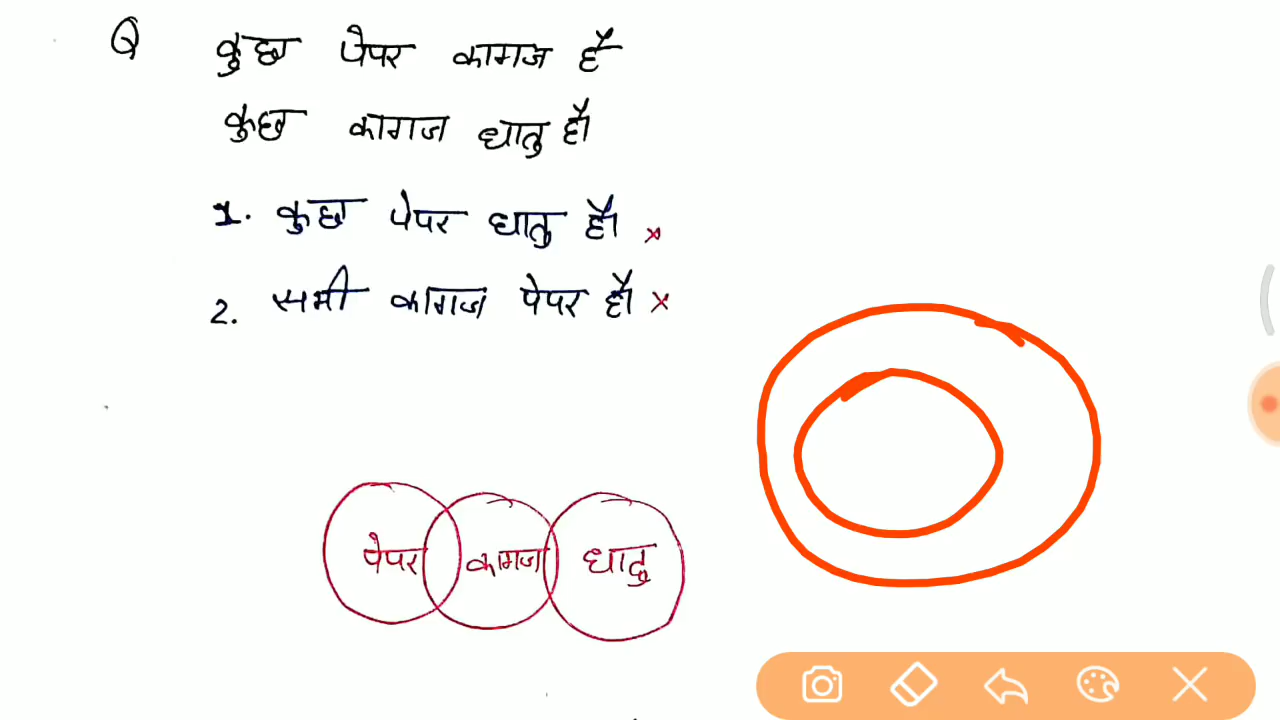 Q कुछ पेपर कागज है
कुछ कागज धातु है।
1. कुछ पेपर धातु है। ×
2. सभी कागज पेपर है। ×
पेपर कागज धातु